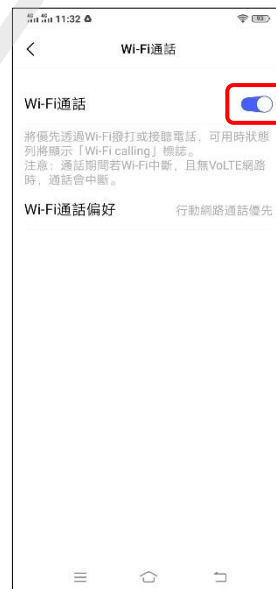 11:32
Wi-Fi通話
Wi-Fi通話
將優先透過Wi-Fi撥打或接聽電話，可用時狀態
列將顯示「Wi-Fi calling」標誌。
注意：通話期間若Wi-Fi中斷，且無VoLTE網路
時，通話會中斷。
Wi-Fi通話偏好 行動網路通話優先